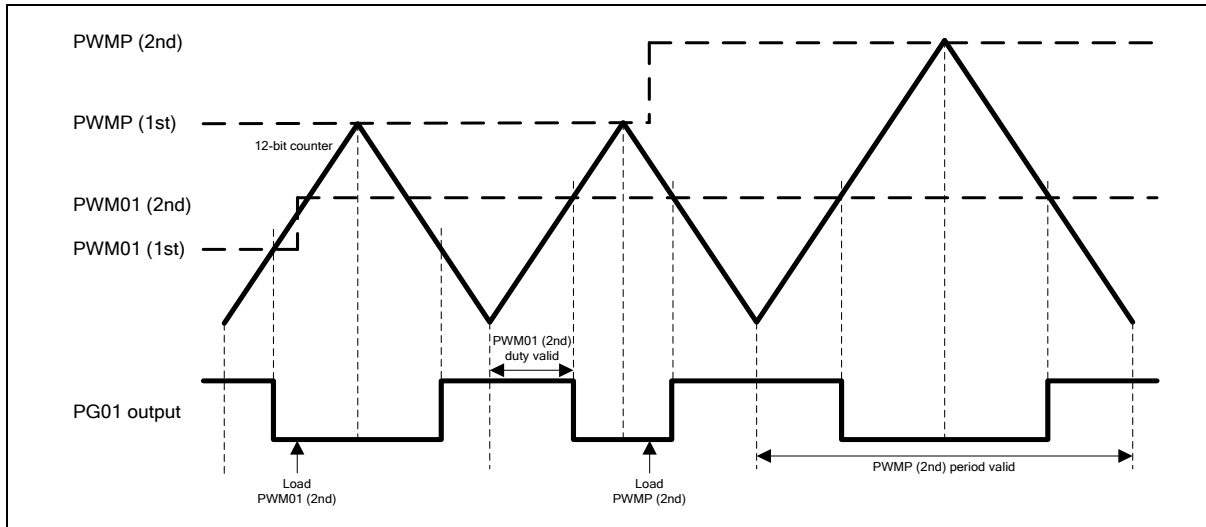 PWMP (2nd)
PWMP (1st)
12-bit counter
PWM01 (2nd)
PWM01 (1st)
PWM01 (2nd)
duty valid
PG01 output
PWMP (2nd) period valid
Load
PWM01 (2nd)
Load
PWMP (2nd)